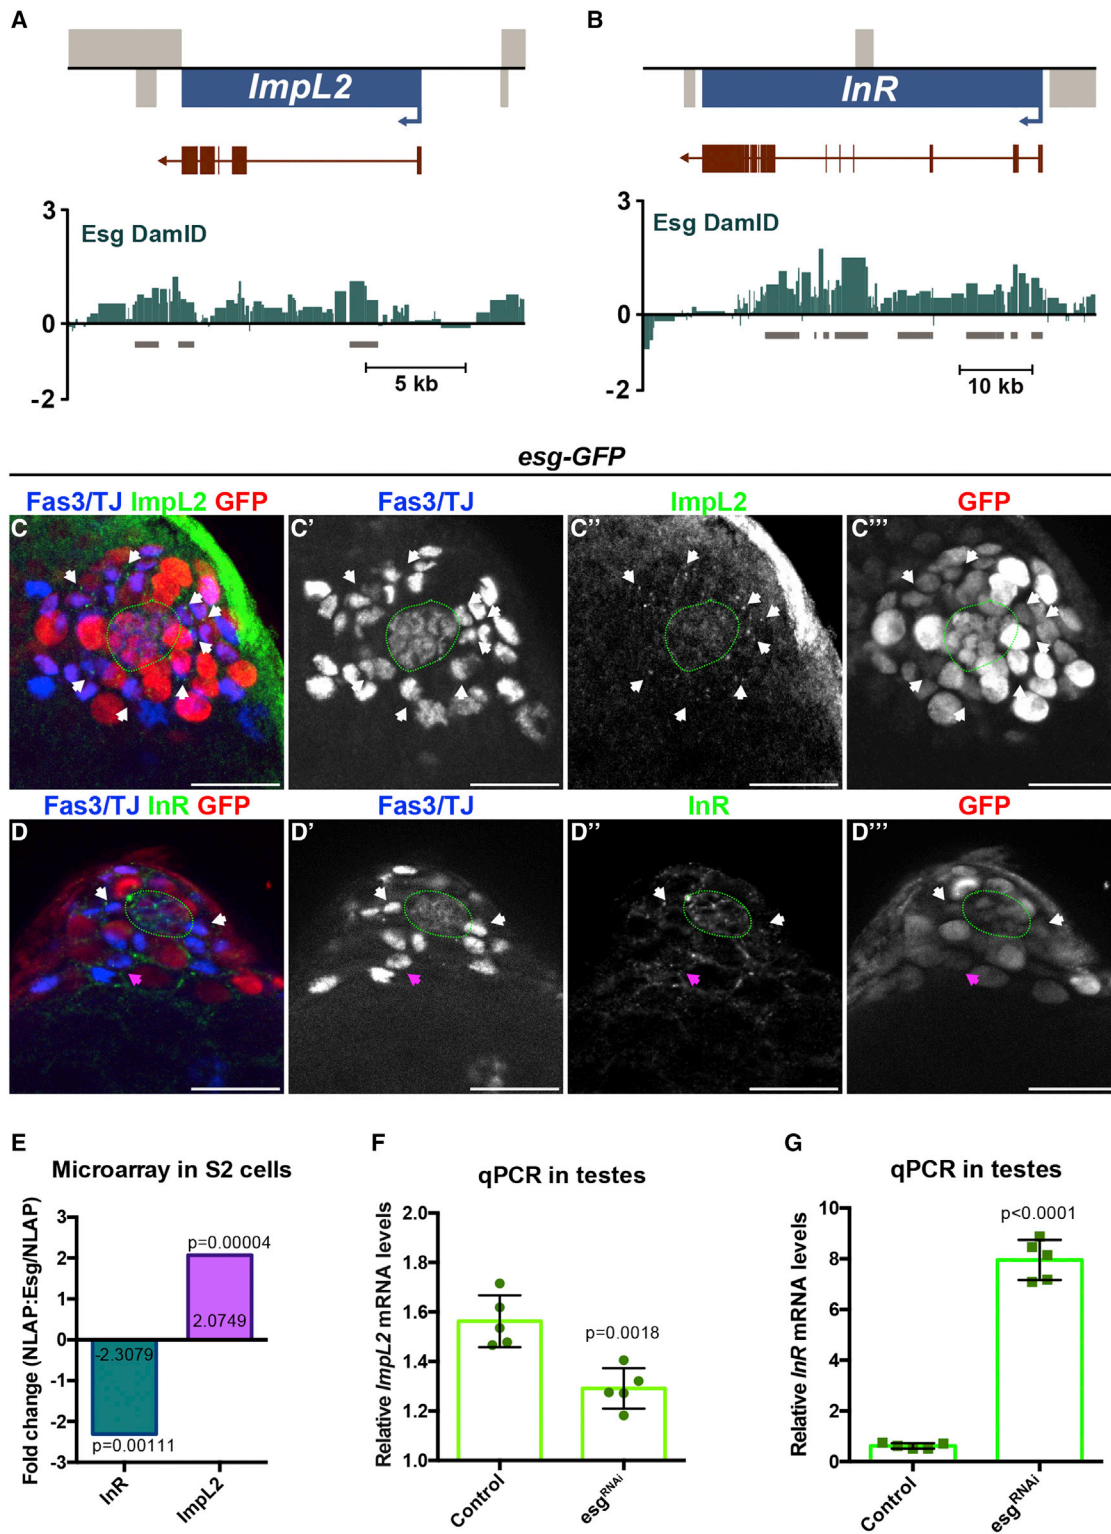 A
B
ImpL2
InR
3
Esg DamID
0
-2
5 kb
3
Esg DamID
0
-2
10 kb
esg-GFP
Fas3/TJ ImpL2 GFP
Fas3/TJ
ImpL2
GFP
C
C'
C''
C'''
Fas3/TJ InR GFP
Fas3/TJ
InR
GFP
D
D'
D''
D'''
E
Microarray in S2 cells
Fold change (NLAP:Esg/NLAP)
3
2
1
0
-1
-2
-3
p=0.00004
2.0749
-2.3079
p=0.00111
InR
ImpL2
F
qPCR in testes
Relative ImpL2 mRNA levels
2.0
1.8
1.6
1.4
1.2
1.0
p=0.0018
Control
esgRNAi
G
qPCR in testes
Relative InR mRNA levels
10
8
6
4
2
0
p<0.0001
Control
esgRNAi